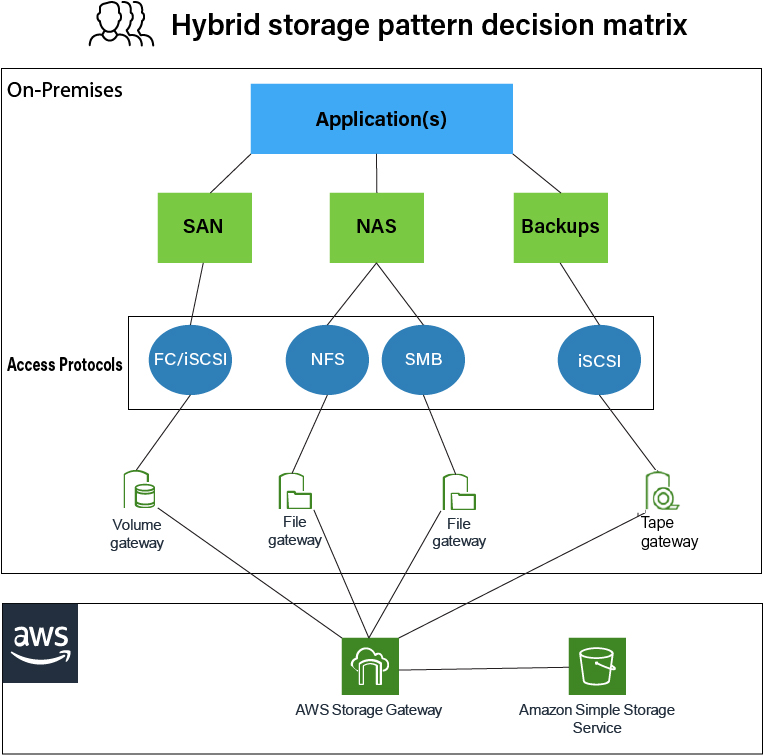 Hybrid storage pattern decision matrix
On-Premises
Application(s)
SAN
NAS
Backups
Access Protocols
FC/iSCSI
NFS
SMB
iSCSI
Volume
gateway
File
gateway
File
gateway
Tape
gateway
aws
AWS Storage Gateway
Amazon Simple Storage
Service